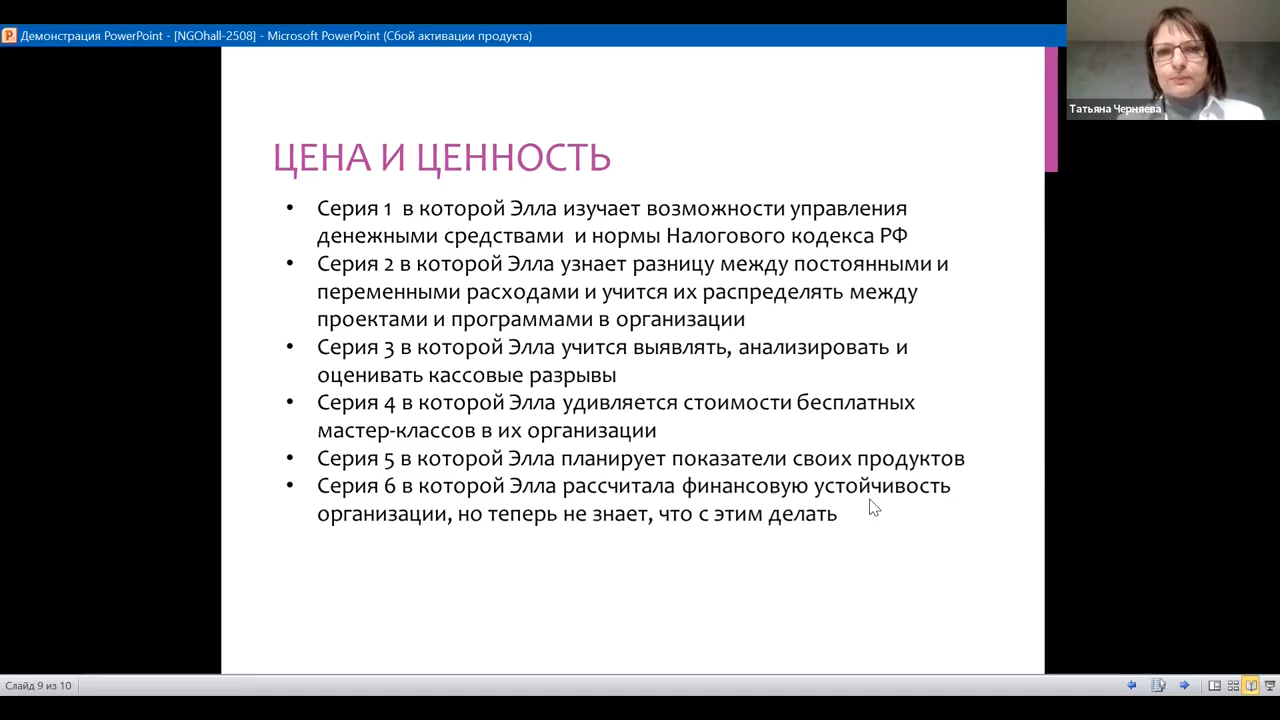 Демонстрация PowerPoint - [NGOhall-2508] - Microsoft PowerPoint (Сбой активации продукта)
Татьяна Черняева
ЦЕНА И ЦЕННОСТЬ
• Серия 1  в которой Элла изучает возможности управления
денежными средствами  и нормы Налогового кодекса РФ
• Серия 2 в которой Элла узнает разницу между постоянными и
переменными расходами и учится их распределять между
проектами и программами в организации
• Серия 3 в которой Элла учится выявлять, анализировать и
оценивать кассовые разрывы
• Серия 4 в которой Элла удивляется стоимости бесплатных
мастер-классов в их организации
• Серия 5 в которой Элла планирует показатели своих продуктов
• Серия 6 в которой Элла рассчитала финансовую устойчивость
организации, но теперь не знает, что с этим делать
Слайд 9 из 10